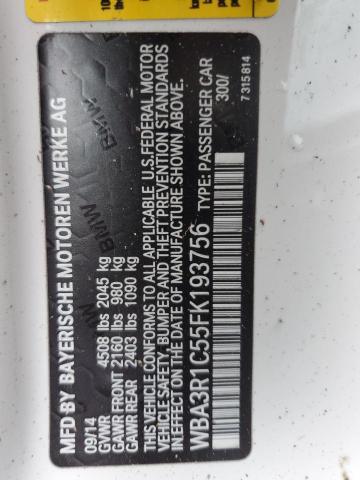 MFD BY BAYERISCHE MOTOREN WERKE AG
09/14
GVWR 4508 lbs 2045 kg
GAWR FRONT 2160 lbs 980 kg
GAWR REAR 2403 lbs 1090 kg
THIS VEHICLE CONFORMS TO ALL APPLICABLE U.S. FEDERAL MOTOR
VEHICLE SAFETY, BUMPER AND THEFT PREVENTION STANDARDS
IN EFFECT ON THE DATE OF MANUFACTURE SHOWN ABOVE.
WBA3R1C55FK193756 TYPE: PASSENGER CAR
300/
7315814
BMW
BMW